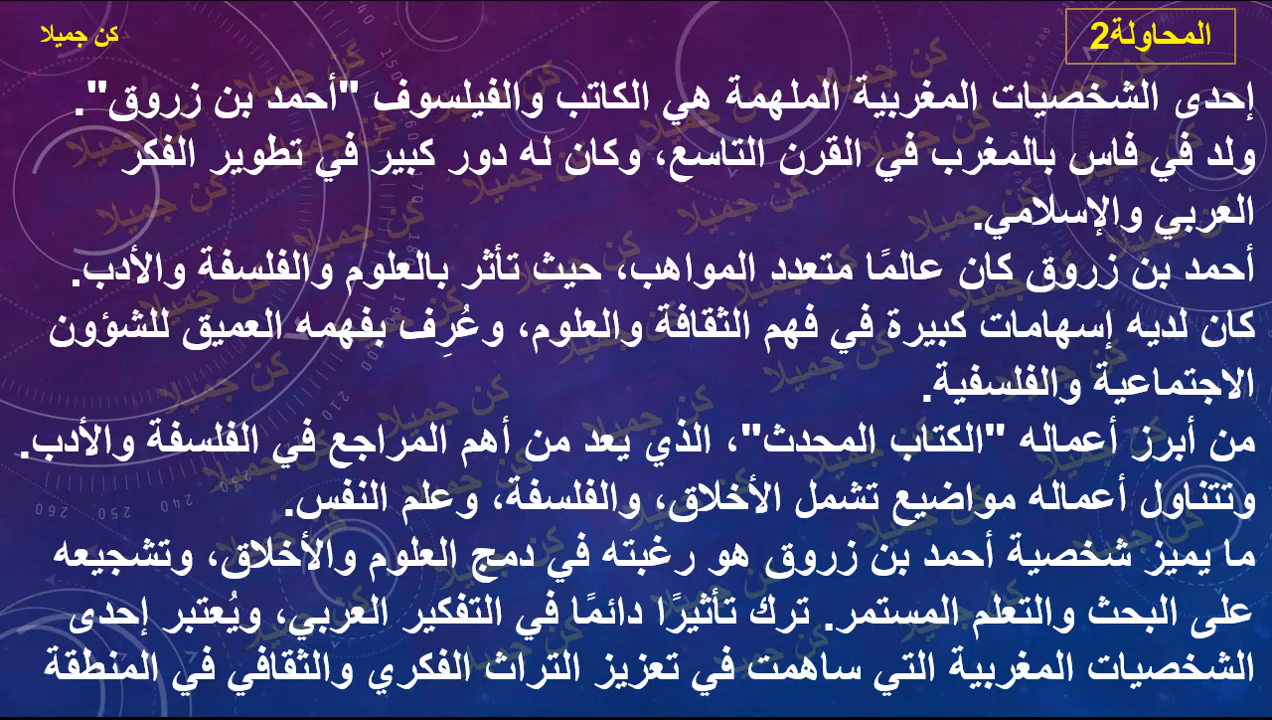 المحاولة2
كن جميلا
إحدى الشخصيات المغربية الملهمة هي الكاتب والفيلسوف "أحمد بن زروق".
ولد في فاس بالمغرب في القرن التاسع، وكان له دور كبير في تطوير الفكر
العربي والإسلامي.
أحمد بن زروق كان عالمًا متعدد المواهب، حيث تأثر بالعلوم والفلسفة والأدب.
كان لديه إسهامات كبيرة في فهم الثقافة والعلوم، وعُرِف بفهمه العميق للشؤون
الاجتماعية والفلسفية.
من أبرز أعماله "الكتاب المحدث"، الذي يعد من أهم المراجع في الفلسفة والأدب.
وتتناول أعماله مواضيع تشمل الأخلاق، والفلسفة، وعلم النفس.
ما يميز شخصية أحمد بن زروق هو رغبته في دمج العلوم والأخلاق، وتشجيعه
على البحث والتعلم المستمر. ترك تأثيرًا دائمًا في التفكير العربي، ويُعتبر إحدى
الشخصيات المغربية التي ساهمت في تعزيز التراث الفكري والثقافي في المنطقة